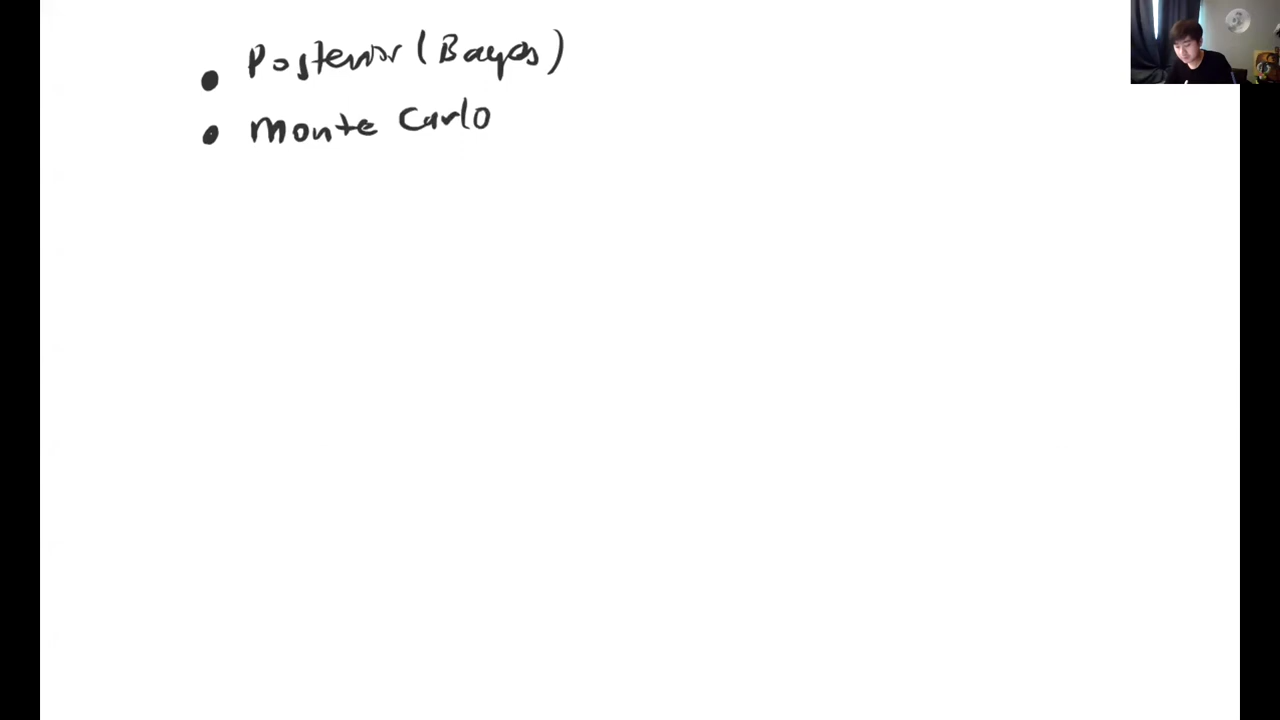 • Posterior (Bayes)
• Monte Carlo